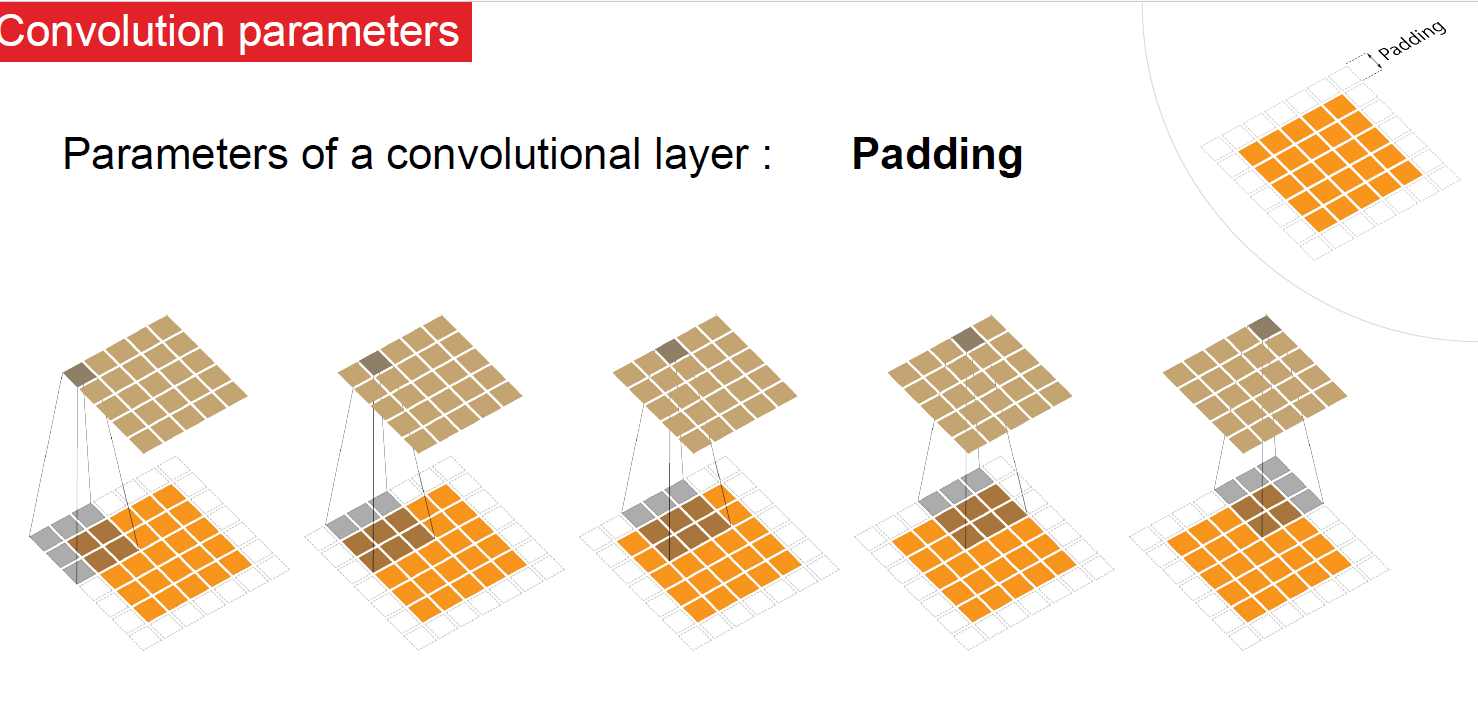 Convolution parameters
Padding
Parameters of a convolutional layer : Padding